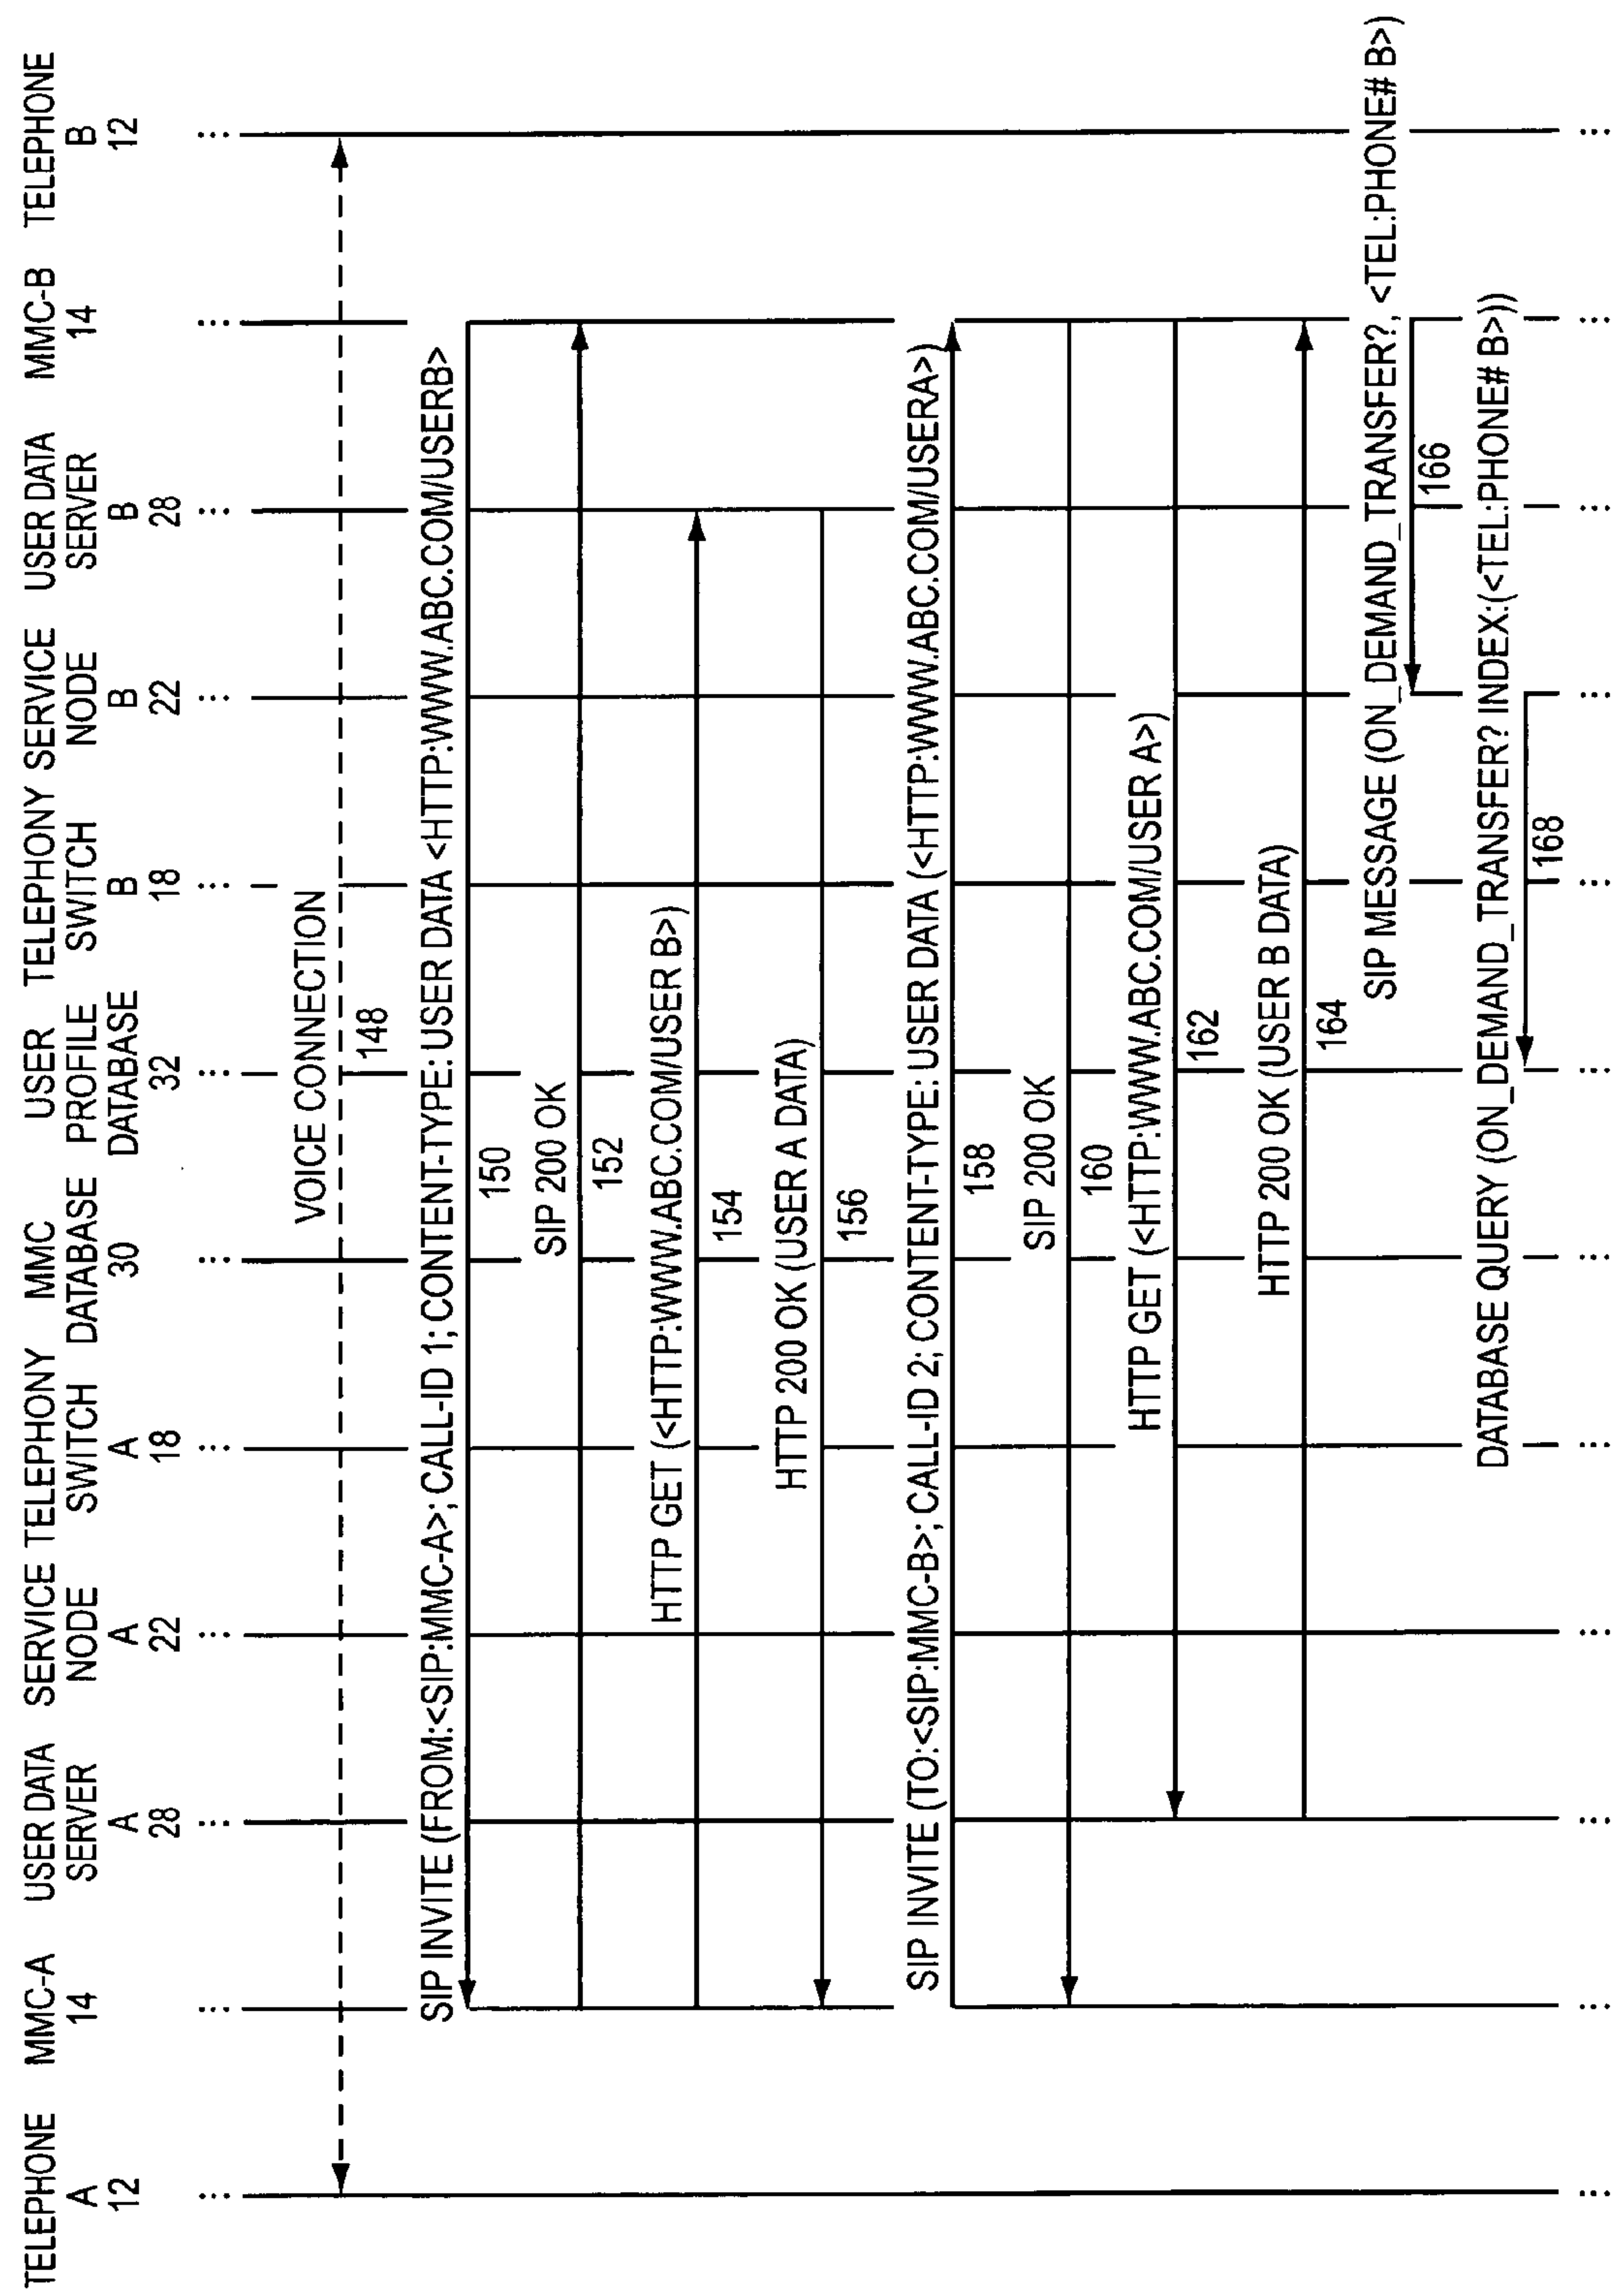 TELEPHONE
A
12
MMC-A
14
USER DATA
SERVER
A
28
SERVICE
NODE
A
22
TELEPHONY
SWITCH
A
18
MMC
DATABASE
30
USER
PROFILE
DATABASE
32
TELEPHONY
SWITCH
B
18
SERVICE
NODE
B
22
USER DATA
SERVER
B
28
MMC-B
14
TELEPHONE
B
12
VOICE CONNECTION
148
SIP INVITE (FROM:<SIP:MMC-A>; CALL-ID 1; CONTENT-TYPE: USER DATA <HTTP:WWW.ABC.COM/USERB>
150
SIP 200 OK
152
HTTP GET (<HTTP:WWW.ABC.COM/USER B>)
154
HTTP 200 OK (USER A DATA)
156
SIP INVITE (TO:<SIP:MMC-B>; CALL-ID 2; CONTENT-TYPE: USER DATA (<HTTP:WWW.ABC.COM/USERA>)
158
SIP 200 OK
160
HTTP GET (<HTTP:WWW.ABC.COM/USER A>)
162
HTTP 200 OK (USER B DATA)
164
SIP MESSAGE (ON_DEMAND_TRANSFER?, <TEL:PHONE# B>)
166
DATABASE QUERY (ON_DEMAND_TRANSFER? INDEX:(<TEL:PHONE# B>))
168